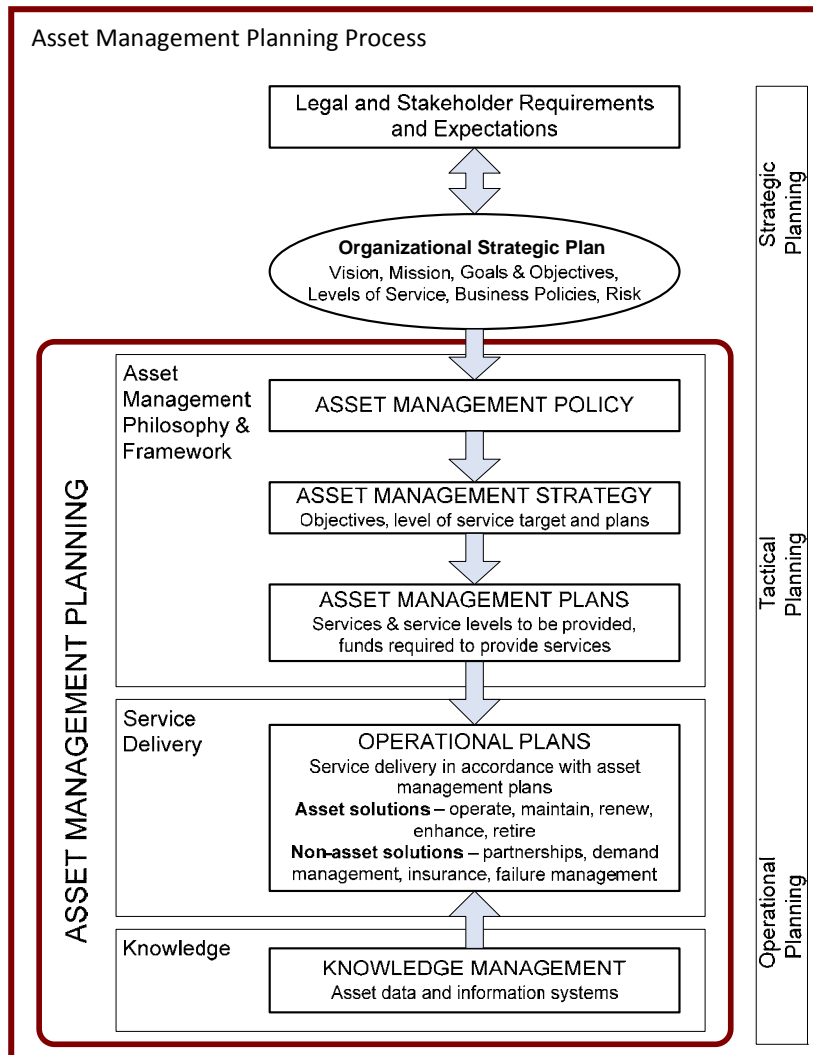 Asset Management Planning Process
Legal and Stakeholder Requirements
and Expectations
Organizational Strategic Plan
Vision, Mission, Goals & Objectives,
Levels of Service, Business Policies, Risk
Strategic
Planning
ASSET MANAGEMENT PLANNING
Asset
Management
Philosophy &
Framework
ASSET MANAGEMENT POLICY
ASSET MANAGEMENT STRATEGY
Objectives, level of service target and plans
ASSET MANAGEMENT PLANS
Services & service levels to be provided,
funds required to provide services
Tactical
Planning
Service
Delivery
OPERATIONAL PLANS
Service delivery in accordance with asset
management plans
Asset solutions – operate, maintain, renew,
enhance, retire
Non-asset solutions – partnerships, demand
management, insurance, failure management
Operational
Planning
Knowledge
KNOWLEDGE MANAGEMENT
Asset data and information systems